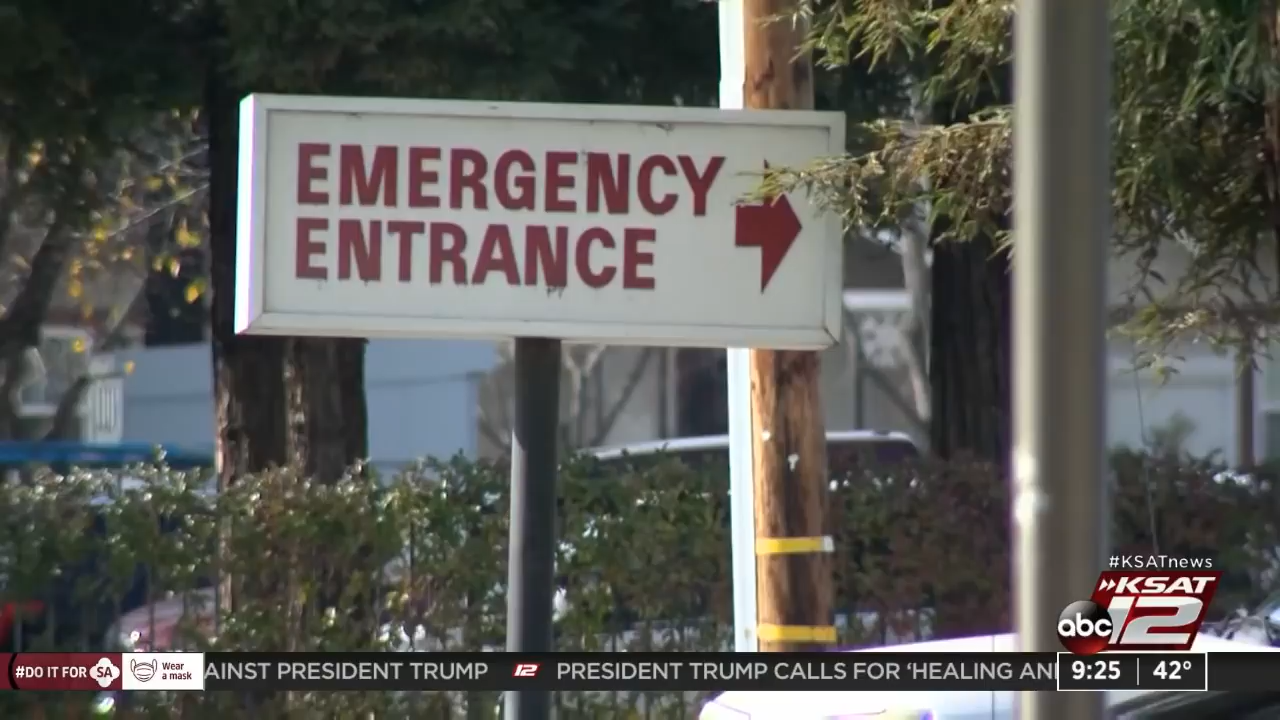 EMERGENCY
ENTRANCE
#KSATnews
KSAT
abc 12
#DO IT FOR SA
Wear
a mask
AINST PRESIDENT TRUMP 12 PRESIDENT TRUMP CALLS FOR ‘HEALING AN
9:25 42°